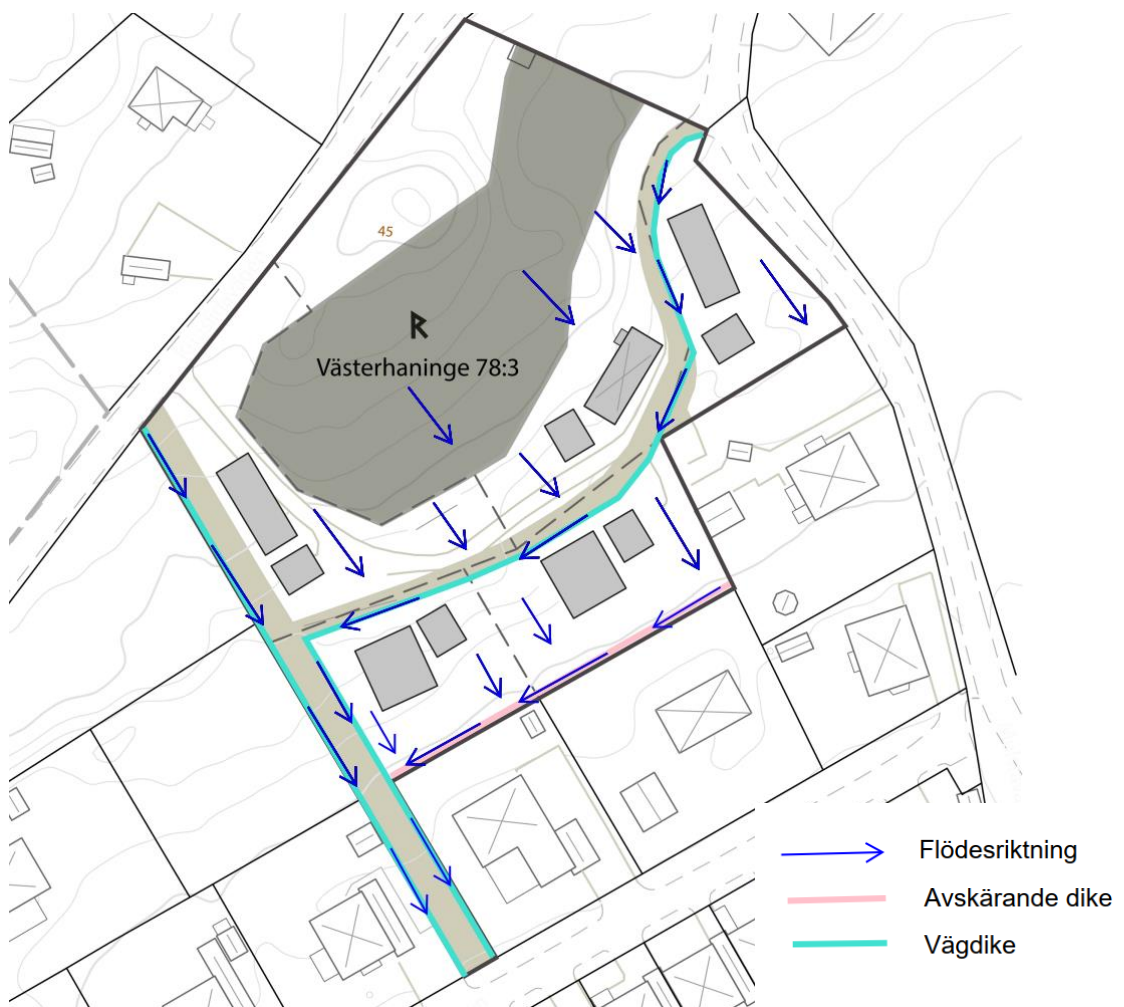 45
R
Västerhaninge 78:3
Flödesriktning
Avskärande dike
Vägdike